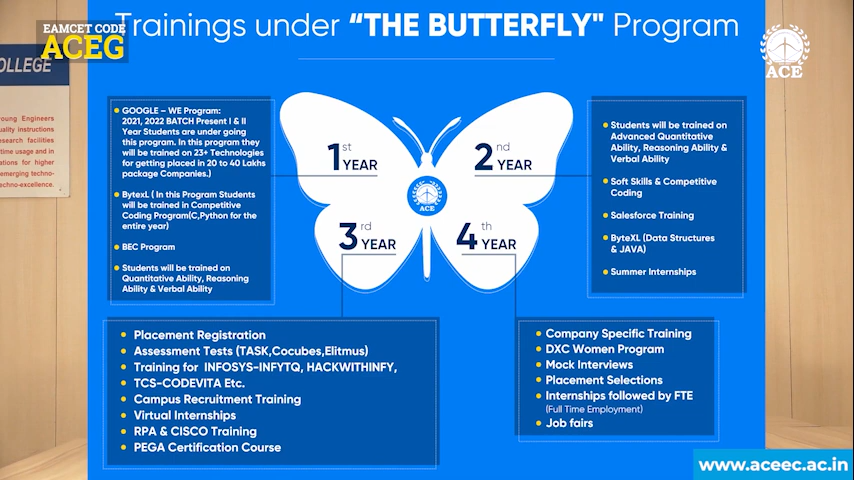 Trainings under “THE BUTTERFLY" Program
EAMCET CODE
ACEG
ACE
OLLEGE
oung Engineers
uality instructions
esearch facilities
time usage and in
ations for higher
emerging techno-
echno-excellence.
GOOGLE – WE Program:
2021, 2022 BATCH Present I & II
Year Students are under going
this program. In this program they
will be trained on 23+ Technologies
for getting placed in 20 to 40 Lakhs
package Companies.)
ByteXL ( In this Program Students
will be trained in Competitive
Coding Program(C,Python for the
entire year)
BEC Program
Students will be trained on
Quantitative Ability, Reasoning
Ability & Verbal Ability
1st YEAR
2nd YEAR
ACE
3rd YEAR
4th YEAR
Students will be trained on
Advanced Quantitative
Ability, Reasoning Ability &
Verbal Ability
Soft Skills & Competitive
Coding
Salesforce Training
ByteXL (Data Structures
& JAVA)
Summer Internships
Placement Registration
Assessment Tests (TASK,Cocubes,Elitmus)
Training for INFOSYS-INFYTQ, HACKWITHINFY,
TCS-CODEVITA Etc.
Campus Recruitment Training
Virtual Internships
RPA & CISCO Training
PEGA Certification Course
Company Specific Training
DXC Women Program
Mock Interviews
Placement Selections
Internships followed by FTE
(Full Time Employment)
Job fairs
www.aceec.ac.in